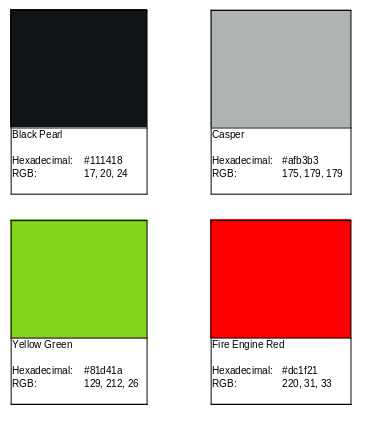 Black Pearl
Hexadecimal: #111418
RGB: 17, 20, 24
Casper
Hexadecimal: #afb3b3
RGB: 175, 179, 179
Yellow Green
Hexadecimal: #81d41a
RGB: 129, 212, 26
Fire Engine Red
Hexadecimal: #dc1f21
RGB: 220, 31, 33